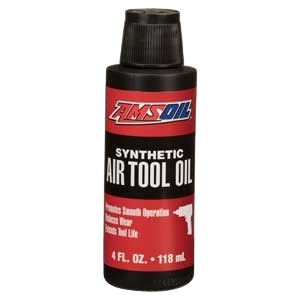 AMSOIL
SYNTHETIC
AIR TOOL OIL
Promotes Smooth Operation
Reduces Wear
Extends Tool Life
4 FL. OZ. • 118 mL